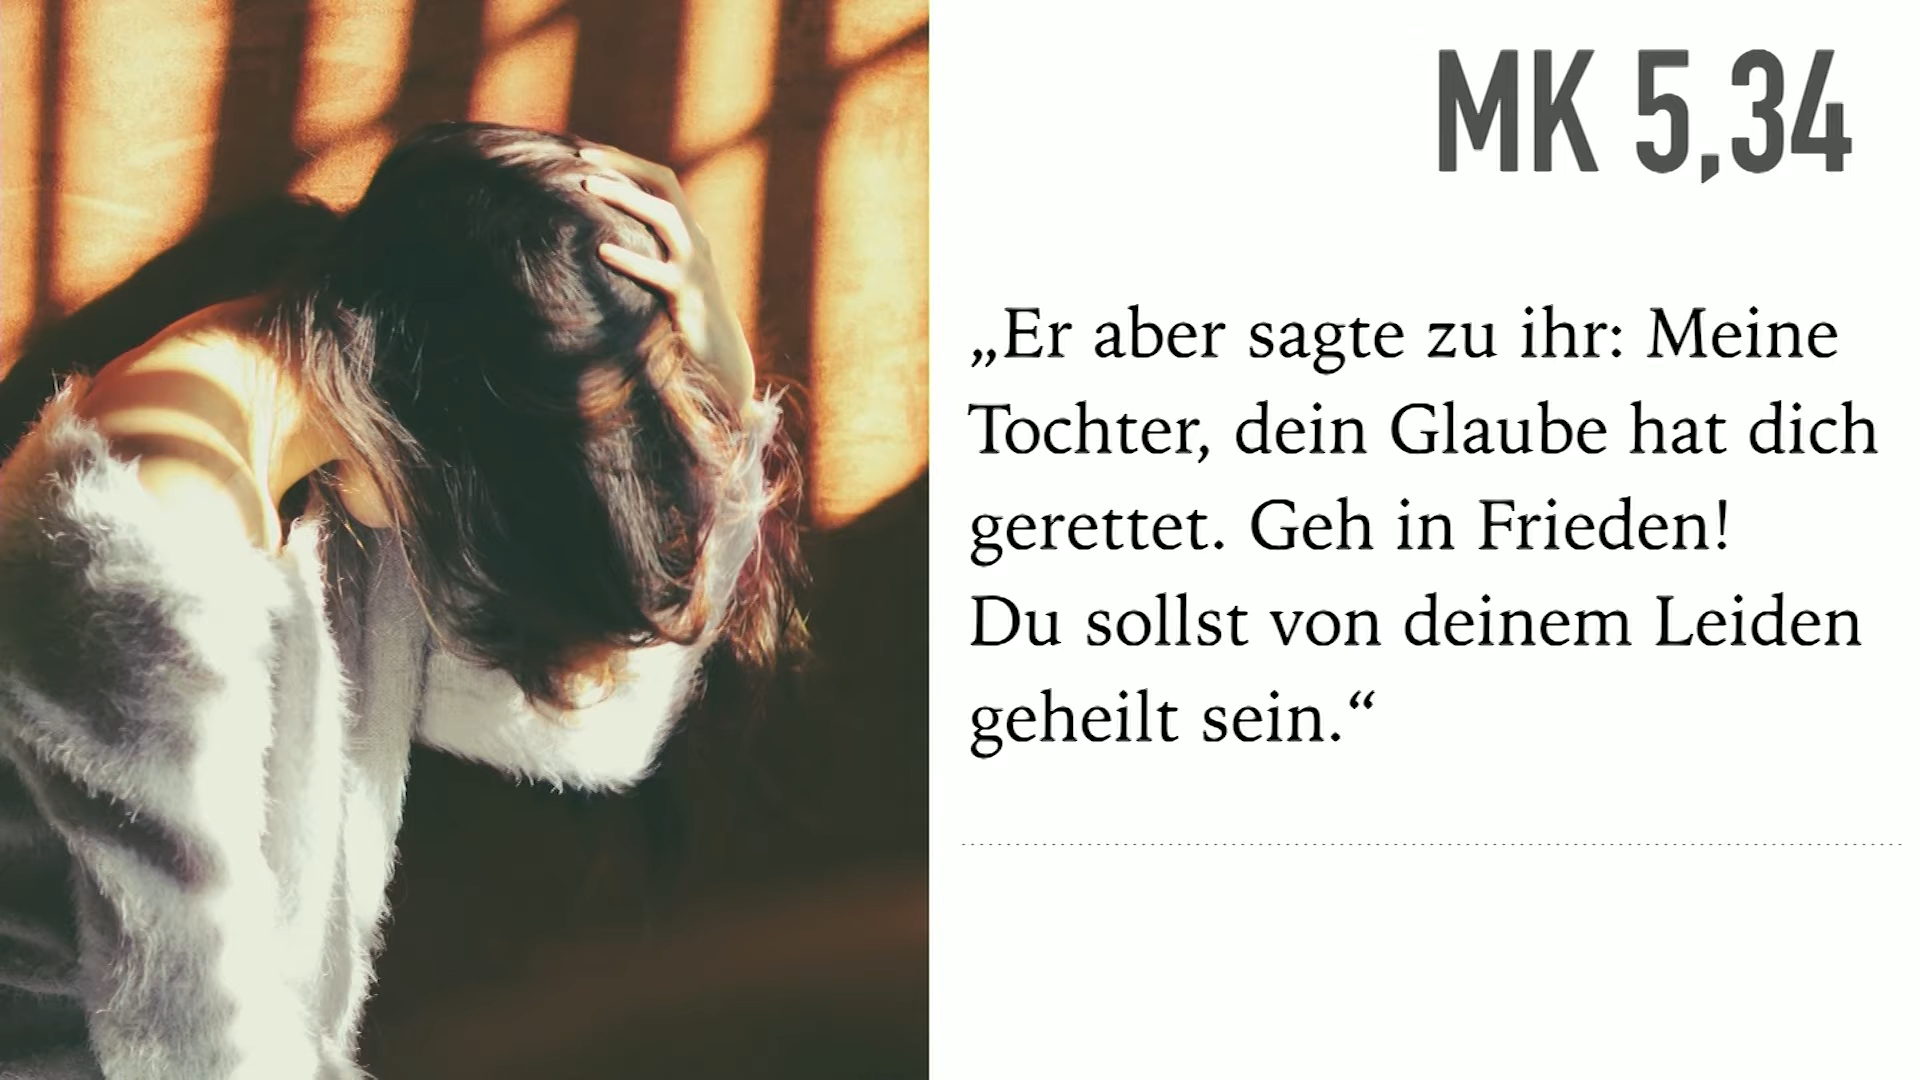 MK 5,34
„Er aber sagte zu ihr: Meine
Tochter, dein Glaube hat dich
gerettet. Geh in Frieden!
Du sollst von deinem Leiden
geheilt sein.“